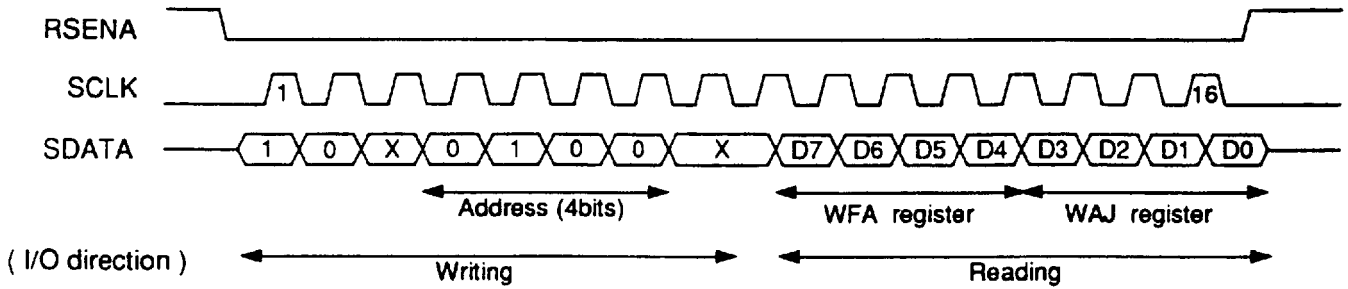 RSENA
SCLK 1 16
SDATA 1 0 X 0 1 0 0 X D7 D6 D5 D4 D3 D2 D1 D0
Address (4bits) WFA register WAJ register
( I/O direction ) Writing Reading